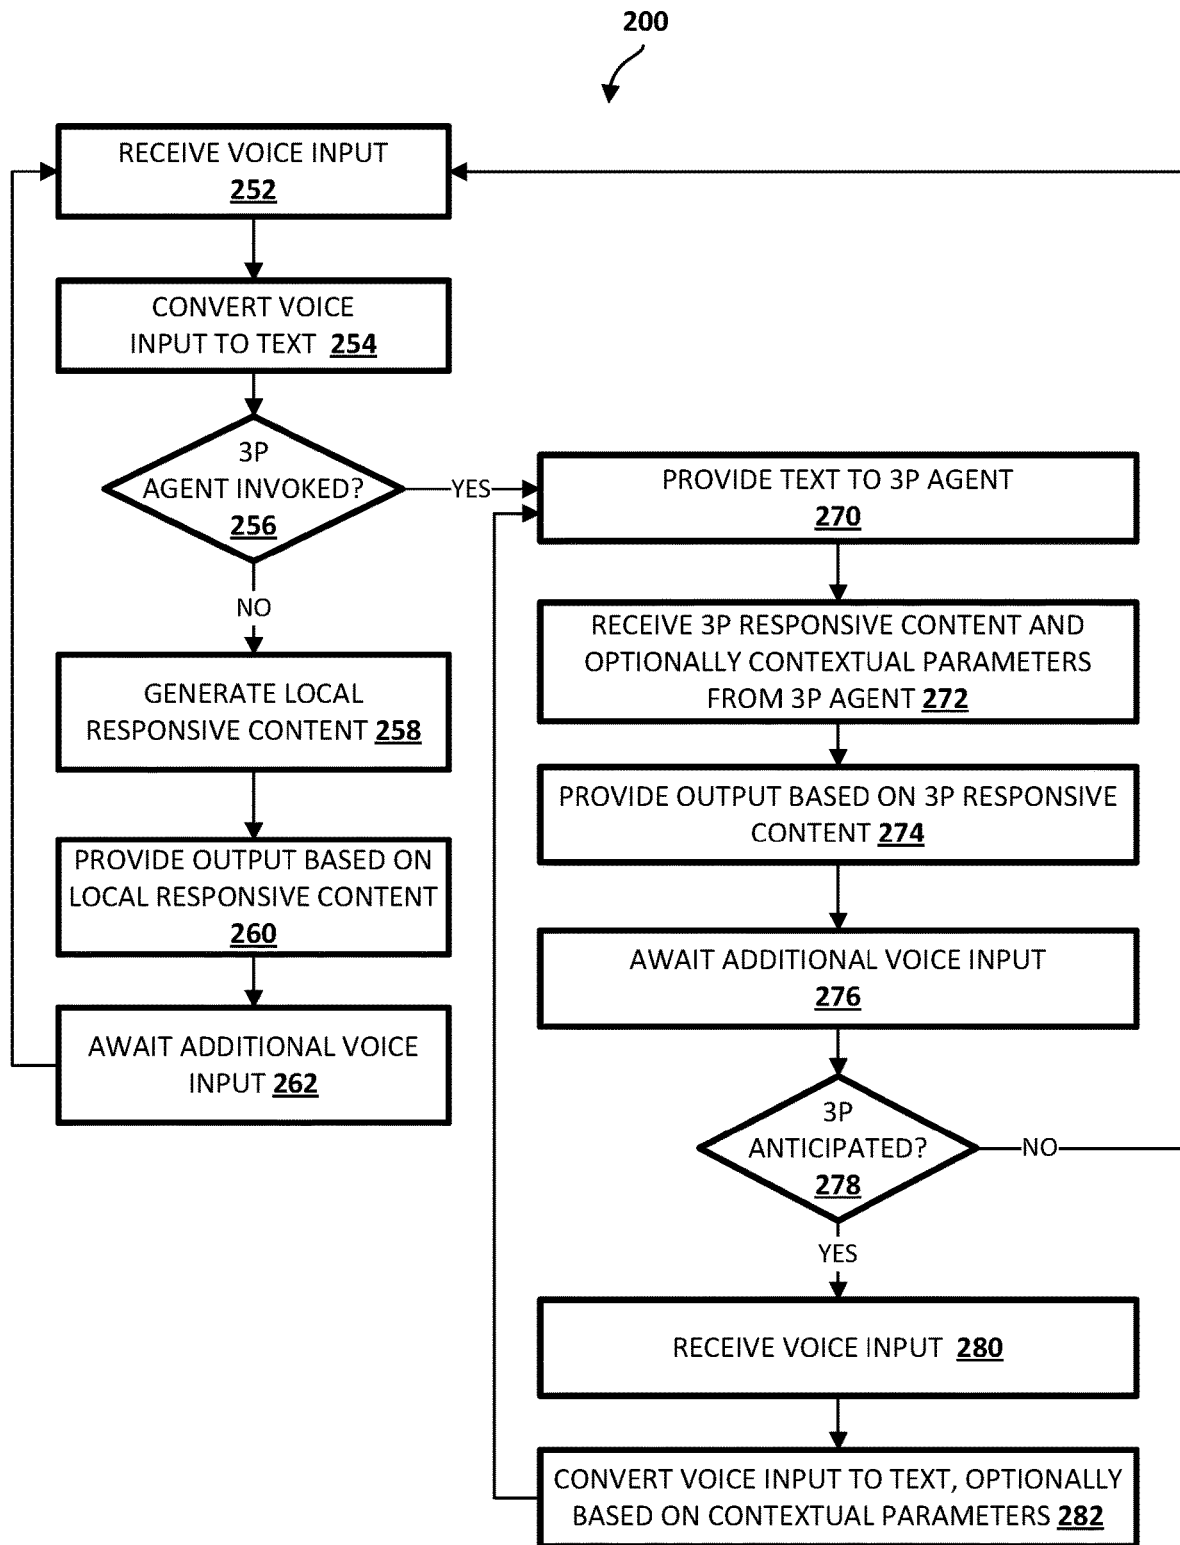 200
RECEIVE VOICE INPUT
252
CONVERT VOICE
INPUT TO TEXT 254
3P
AGENT INVOKED?
256
YES
NO
GENERATE LOCAL
RESPONSIVE CONTENT 258
PROVIDE OUTPUT BASED ON
LOCAL RESPONSIVE CONTENT
260
AWAIT ADDITIONAL VOICE
INPUT 262
PROVIDE TEXT TO 3P AGENT
270
RECEIVE 3P RESPONSIVE CONTENT AND
OPTIONALLY CONTEXTUAL PARAMETERS
FROM 3P AGENT 272
PROVIDE OUTPUT BASED ON 3P RESPONSIVE
CONTENT 274
AWAIT ADDITIONAL VOICE INPUT
276
3P
ANTICIPATED?
278
NO
YES
RECEIVE VOICE INPUT 280
CONVERT VOICE INPUT TO TEXT, OPTIONALLY
BASED ON CONTEXTUAL PARAMETERS 282